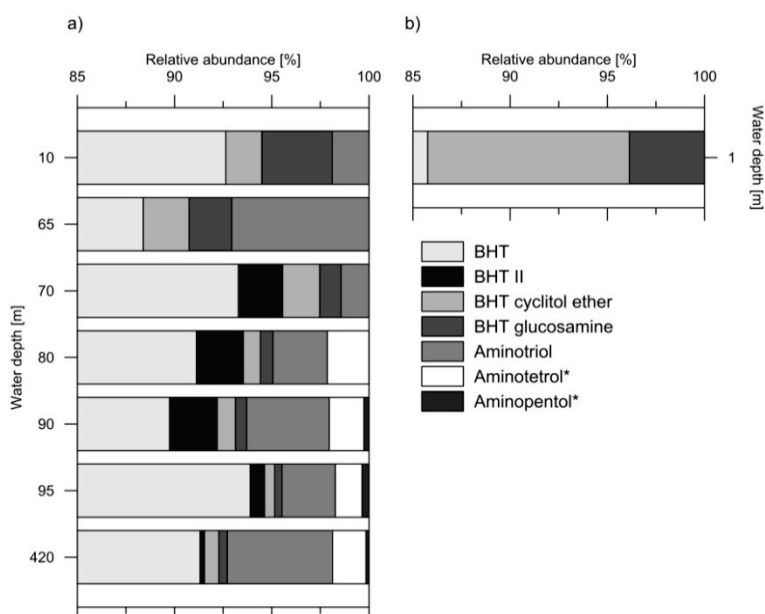 a)
Relative abundance [%]
85 90 95 100
Water depth [m]
10
65
70
80
90
95
420
b)
Relative abundance [%]
85 90 95 100
1
Water depth [m]
BHT
BHT II
BHT cyclitol ether
BHT glucosamine
Aminotriol
Aminotetrol*
Aminopentol*